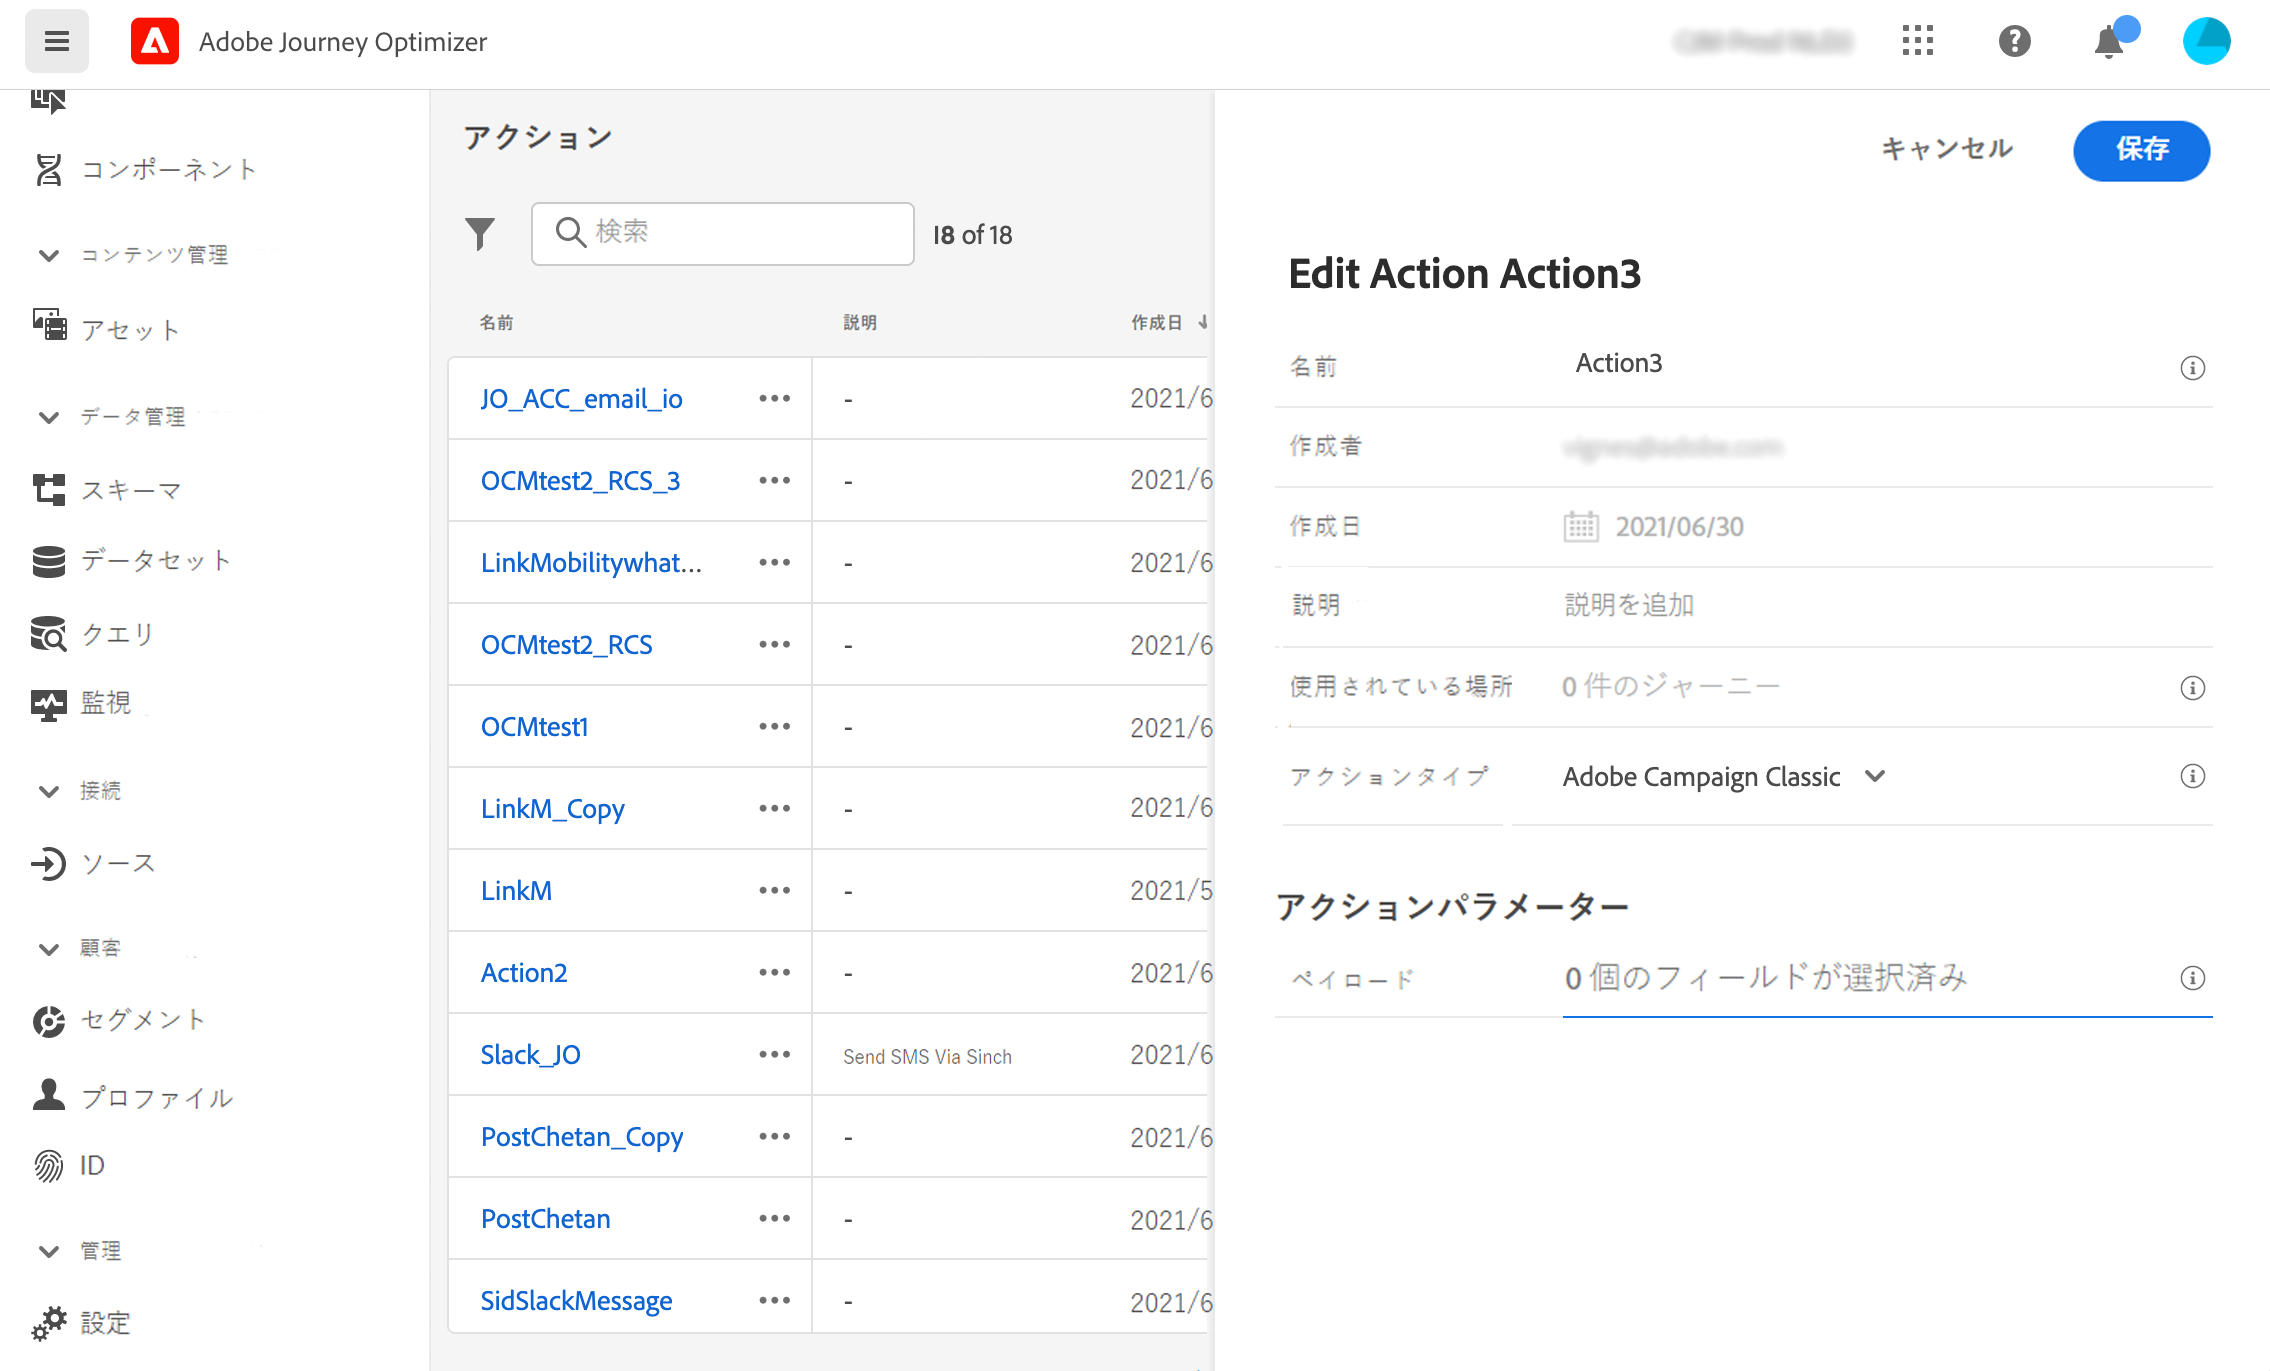 Adobe Journey Optimizer
コンポーネント
コンテンツ管理
アセット
データ管理
スキーマ
データセット
クエリ
監視
接続
ソース
顧客
セグメント
プロファイル
ID
管理
設定
アクション
検索
18 of 18
名前 説明 作成日
JO_ACC_email_io - 2021/6
OCMtest2_RCS_3 - 2021/6
LinkMobilitywhat... - 2021/6
OCMtest2_RCS - 2021/6
OCMtest1 - 2021/6
LinkM_Copy - 2021/6
LinkM - 2021/5
Action2 - 2021/6
Slack_JO Send SMS Via Sinch 2021/6
PostChetan_Copy - 2021/6
PostChetan - 2021/6
SidSlackMessage - 2021/6
キャンセル 保存
Edit Action Action3
名前 Action3
作成者
作成日 2021/06/30
説明 説明を追加
使用されている場所 0 件のジャーニー
アクションタイプ Adobe Campaign Classic
アクションパラメーター
ペイロード 0 個のフィールドが選択済み